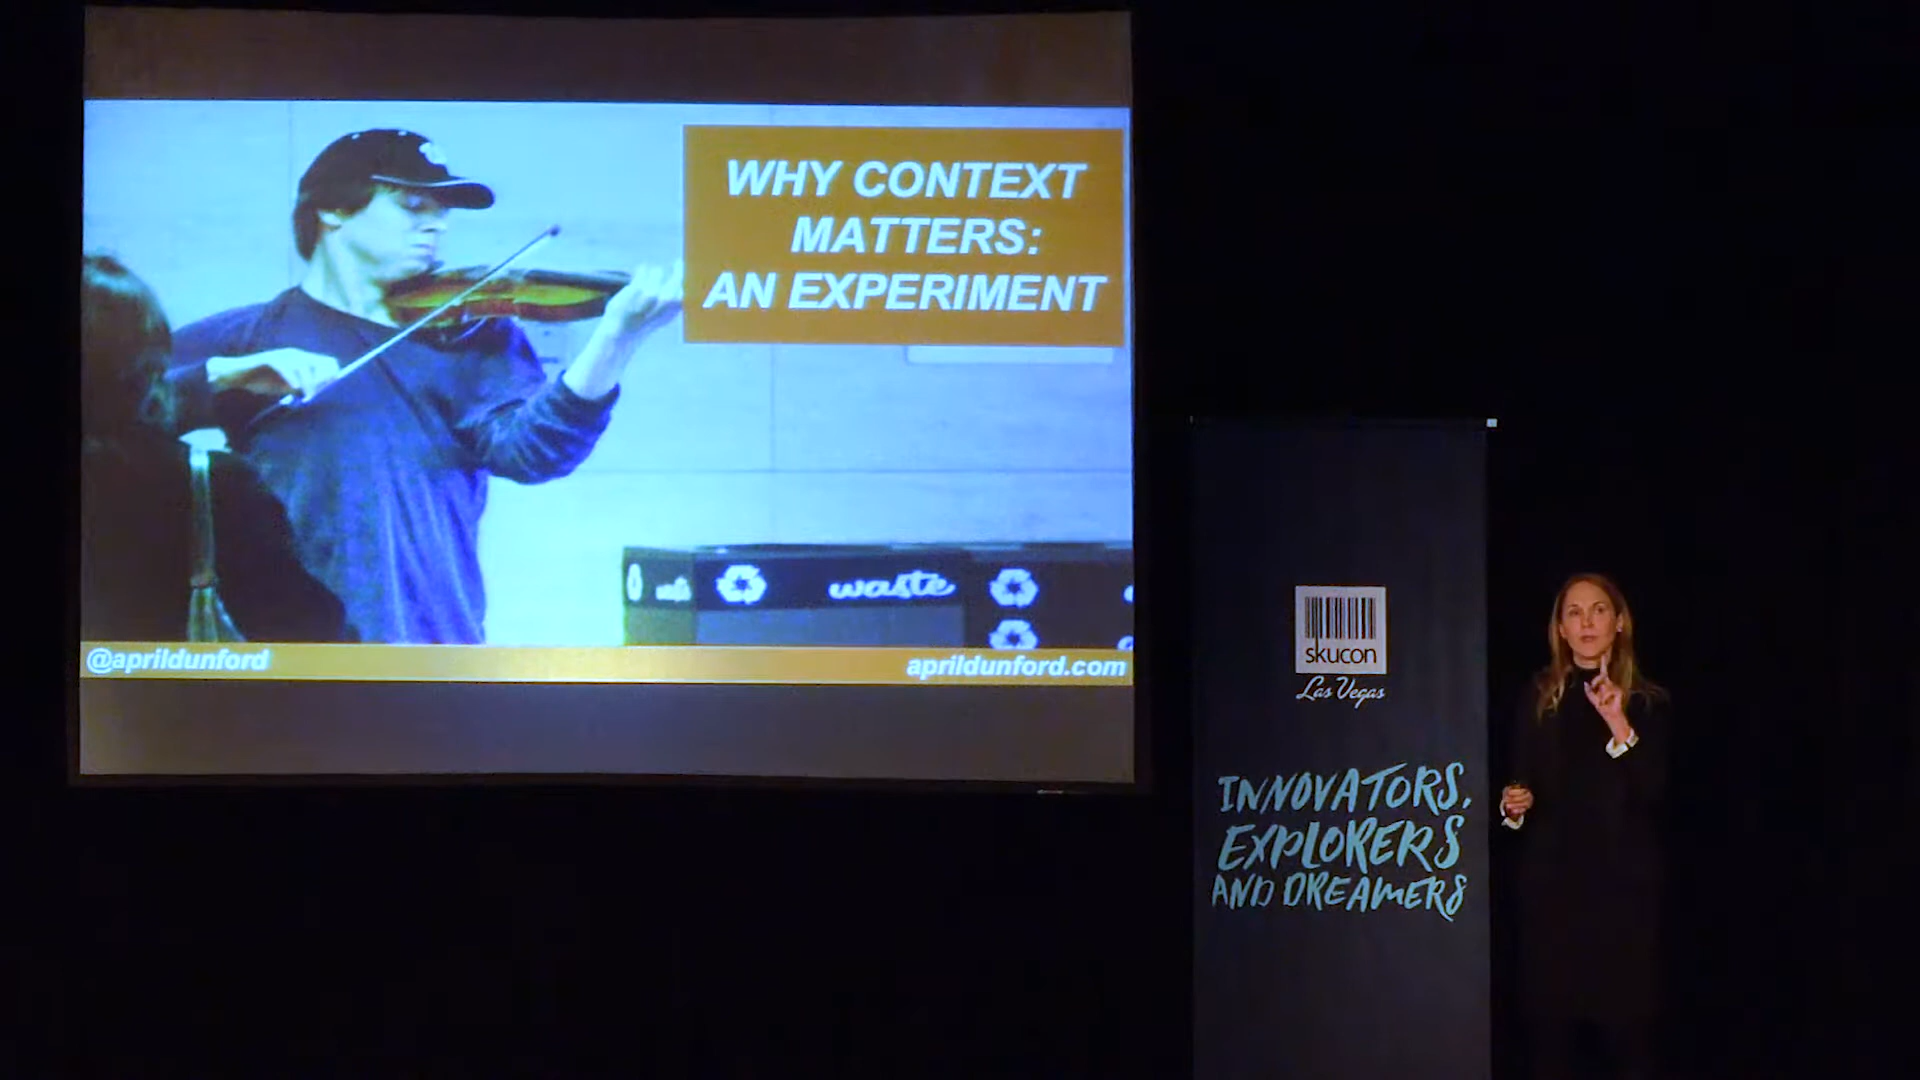 WHY CONTEXT
MATTERS:
AN EXPERIMENT
waste
@aprildunford
aprildunford.com
skucon
Las Vegas
INNOVATORS,
EXPLORERS
AND DREAMERS